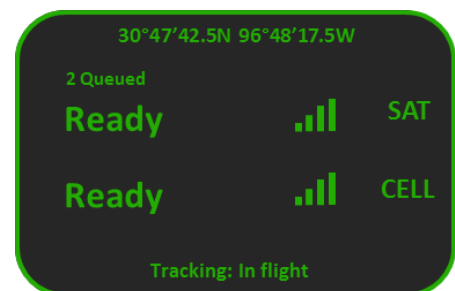 30°47’42.5N 96°48’17.5W
2 Queued
Ready SAT
Ready CELL
Tracking: In flight